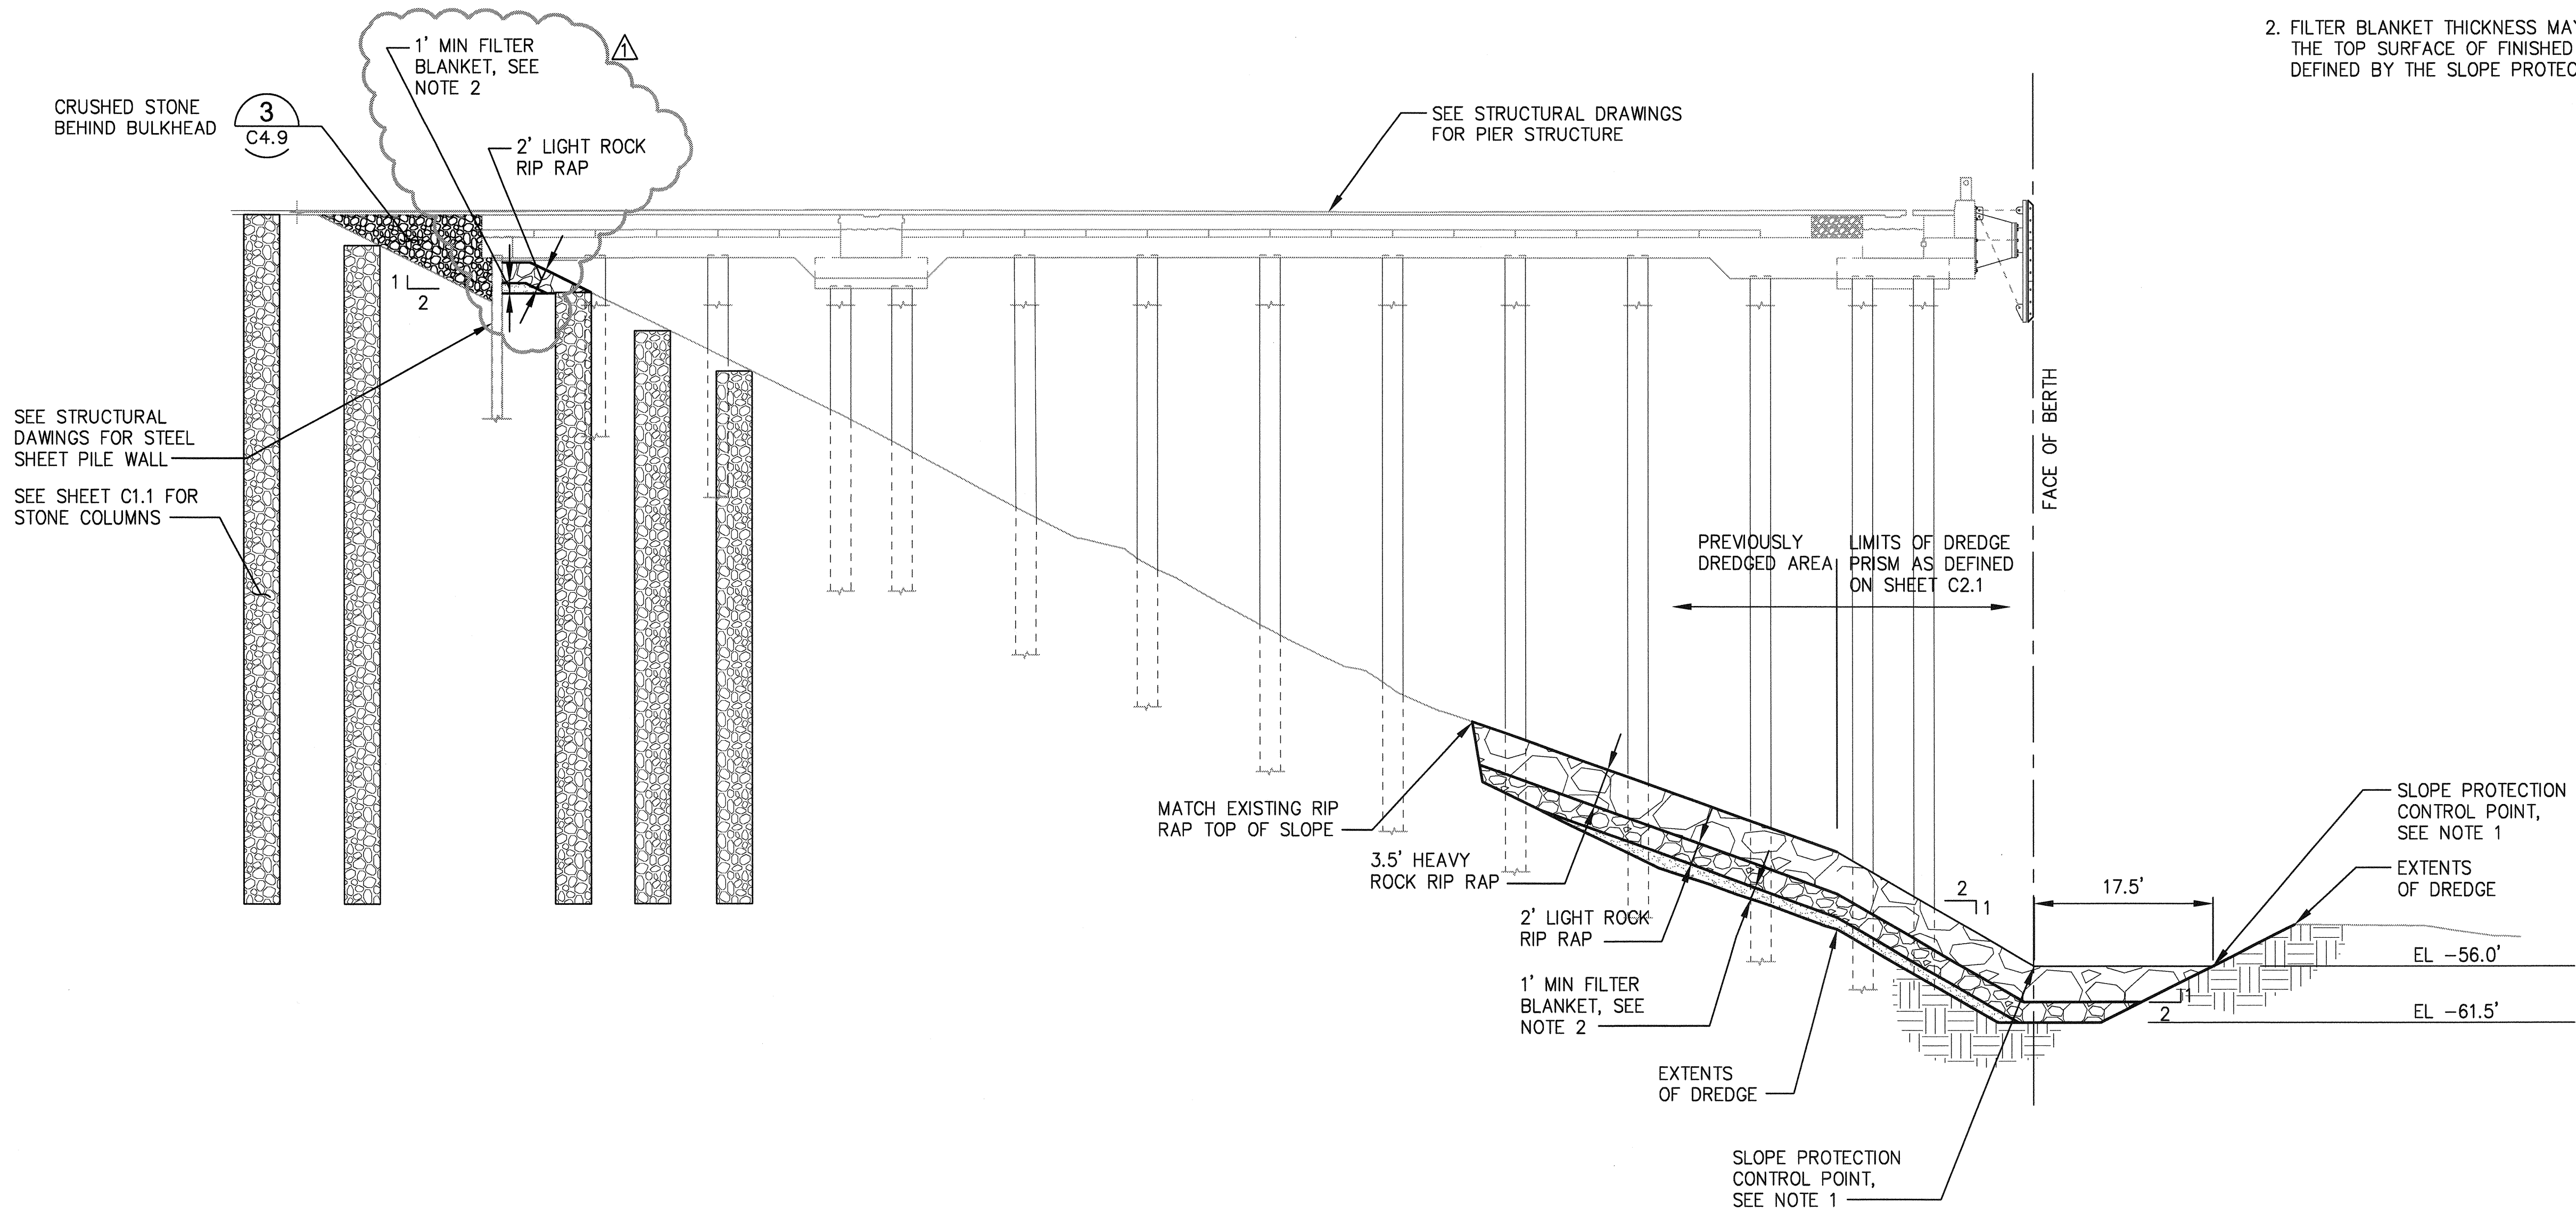 2. FILTER BLANKET THICKNESS MAY
THE TOP SURFACE OF FINISHED
DEFINED BY THE SLOPE PROTEC
1' MIN FILTER
BLANKET, SEE
NOTE 2
1
CRUSHED STONE
BEHIND BULKHEAD
3
C4.9
2' LIGHT ROCK
RIP RAP
SEE STRUCTURAL DRAWINGS
FOR PIER STRUCTURE
1
2
SEE STRUCTURAL
DAWINGS FOR STEEL
SHEET PILE WALL
SEE SHEET C1.1 FOR
STONE COLUMNS
FACE OF BERTH
PREVIOUSLY
DREDGED AREA
LIMITS OF DREDGE
PRISM AS DEFINED
ON SHEET C2.1
MATCH EXISTING RIP
RAP TOP OF SLOPE
3.5' HEAVY
ROCK RIP RAP
2' LIGHT ROCK
RIP RAP
1' MIN FILTER
BLANKET, SEE
NOTE 2
EXTENTS
OF DREDGE
SLOPE PROTECTION
CONTROL POINT,
SEE NOTE 1
2
1
17.5'
SLOPE PROTECTION
CONTROL POINT,
SEE NOTE 1
EXTENTS
OF DREDGE
EL -56.0'
1
2
EL -61.5'